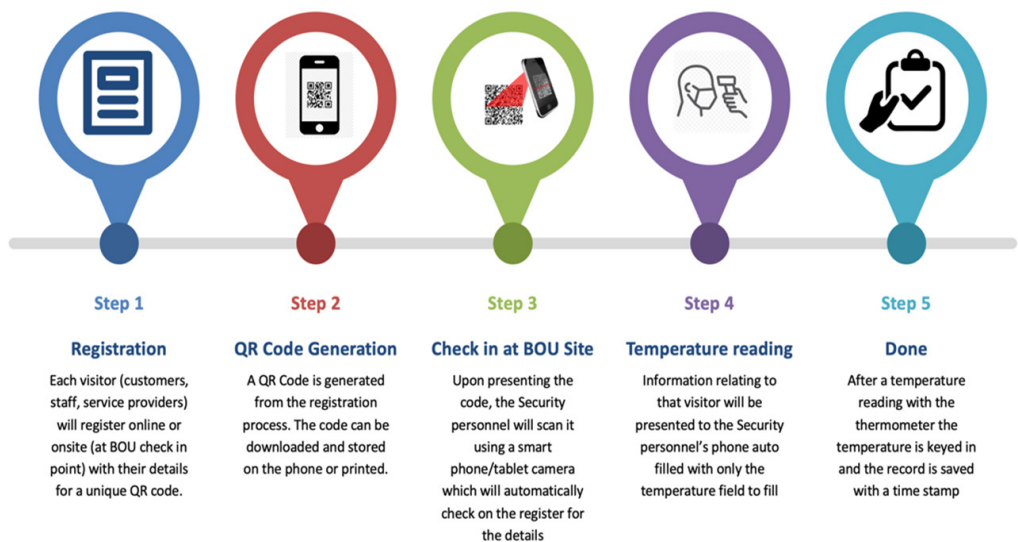 Step 1
Registration
Each visitor (customers,
staff, service providers)
will register online or
onsite (at BOU check in
point) with their details
for a unique QR code.
Step 2
QR Code Generation
A QR Code is generated
from the registration
process. The code can be
downloaded and stored
on the phone or printed.
Step 3
Check in at BOU Site
Upon presenting the
code, the Security
personnel will scan it
using a smart
phone/tablet camera
which will automatically
check on the register for
the details
Step 4
Temperature reading
Information relating to
that visitor will be
presented to the Security
personnel's phone auto
filled with only the
temperature field to fill
Step 5
Done
After a temperature
reading with the
thermometer the
temperature is keyed in
and the record is saved
with a time stamp